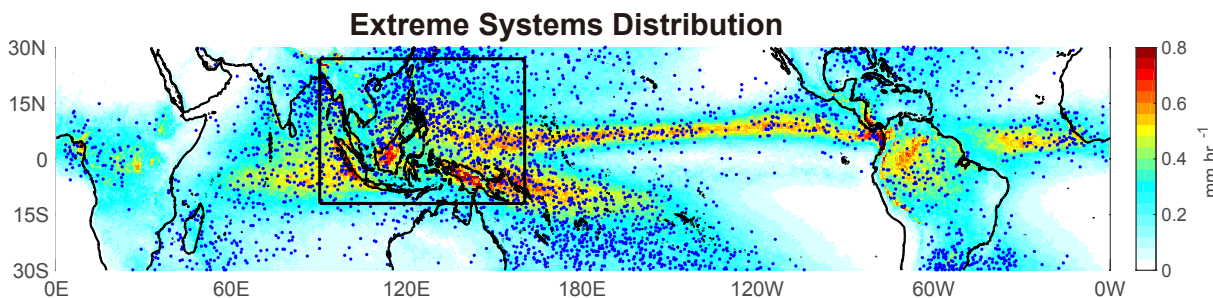 Extreme Systems Distribution
30N
15N
0
15S
30S
0E 60E 120E 180E 120W 60W 0W
0.8
0.6
0.4
0.2
0
mm hr -1